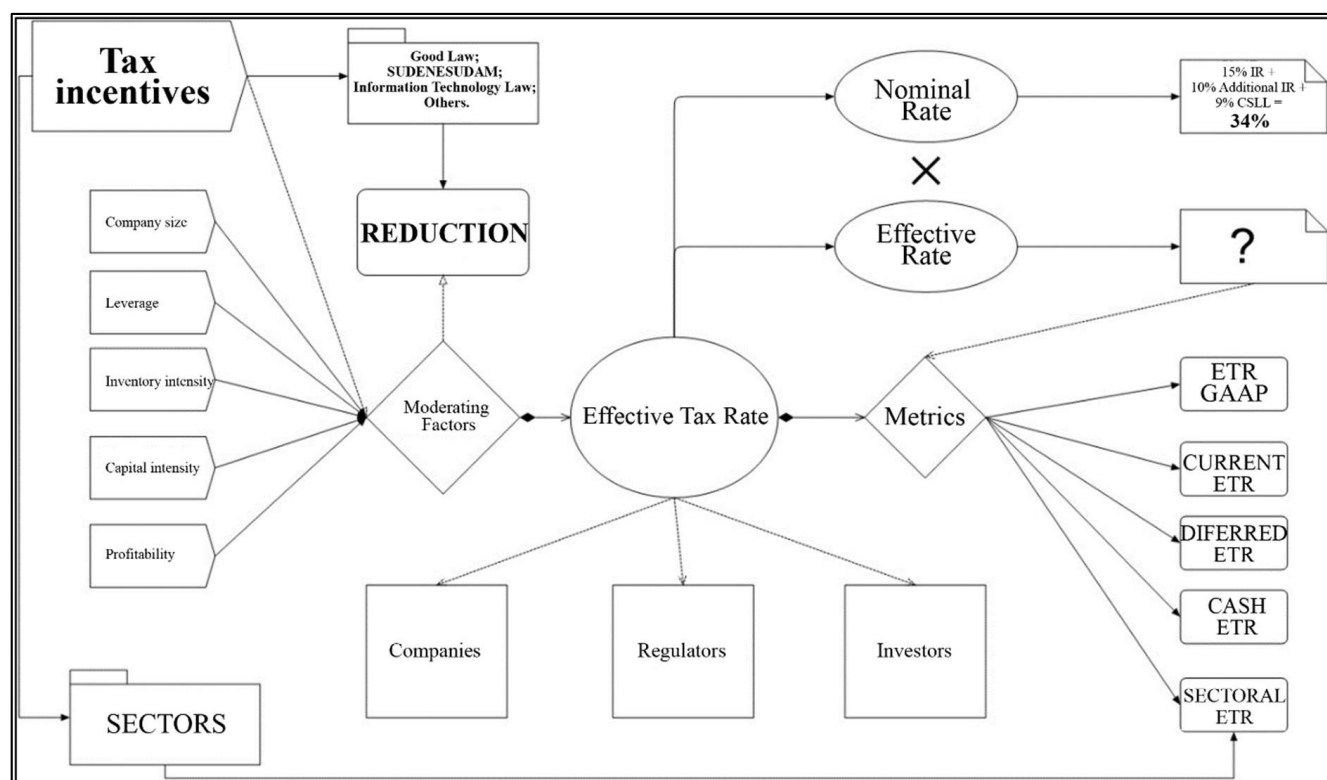 Tax
incentives
Good Law;
SUDENESUDAM;
Information Technology Law;
Others.
Nominal
Rate
15% IR +
10% Additional IR +
9% CSLL =
34%
×
Company size
REDUCTION
Effective
Rate
?
Leverage
Inventory intensity
Moderating
Factors
Effective Tax Rate
Metrics
ETR
GAAP
Capital intensity
CURRENT
ETR
Profitability
DIFERRED
ETR
CASH
ETR
Companies
Regulators
Investors
SECTORS
SECTORAL
ETR